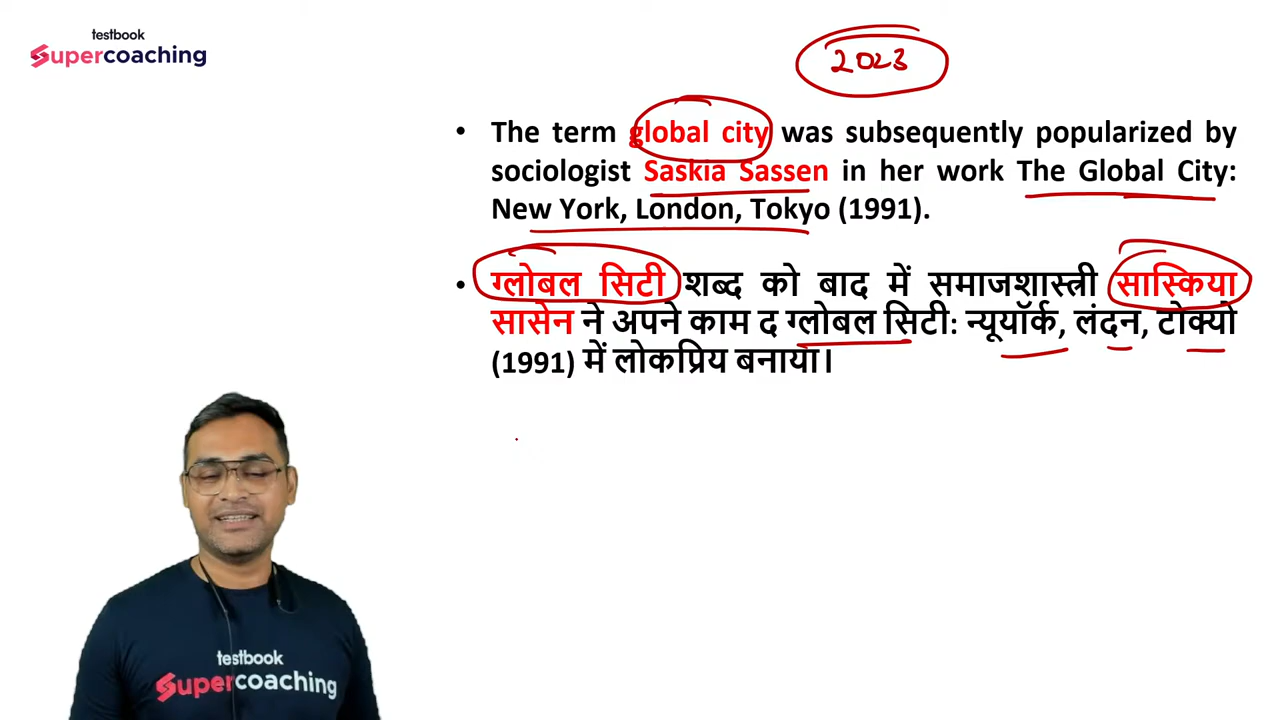 testbook
Supercoaching
2023
• The term global city was subsequently popularized by
sociologist Saskia Sassen in her work The Global City:
New York, London, Tokyo (1991).
• ग्लोबल सिटी शब्द को बाद में समाजशास्त्री सास्किया
सासेन ने अपने काम द ग्लोबल सिटी: न्यूयॉर्क, लंदन, टोक्यो
(1991) में लोकप्रिय बनाया।
testbook
Supercoaching